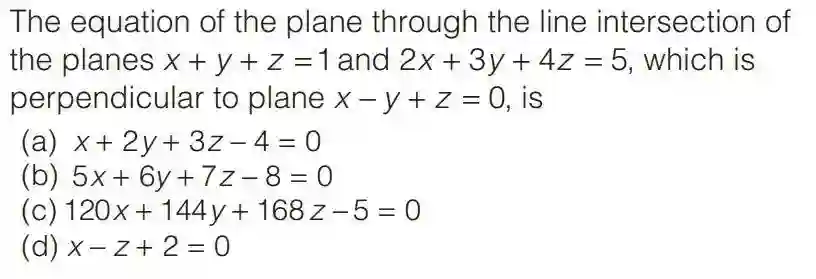 The equation of the plane through the line intersection of
the planes x + y + z = 1 and 2x + 3y + 4z = 5, which is
perpendicular to plane x – y + z = 0, is
(a) x + 2y + 3z – 4 = 0
(b) 5x + 6y + 7z – 8 = 0
(c) 120x + 144y + 168z – 5 = 0
(d) x – z + 2 = 0